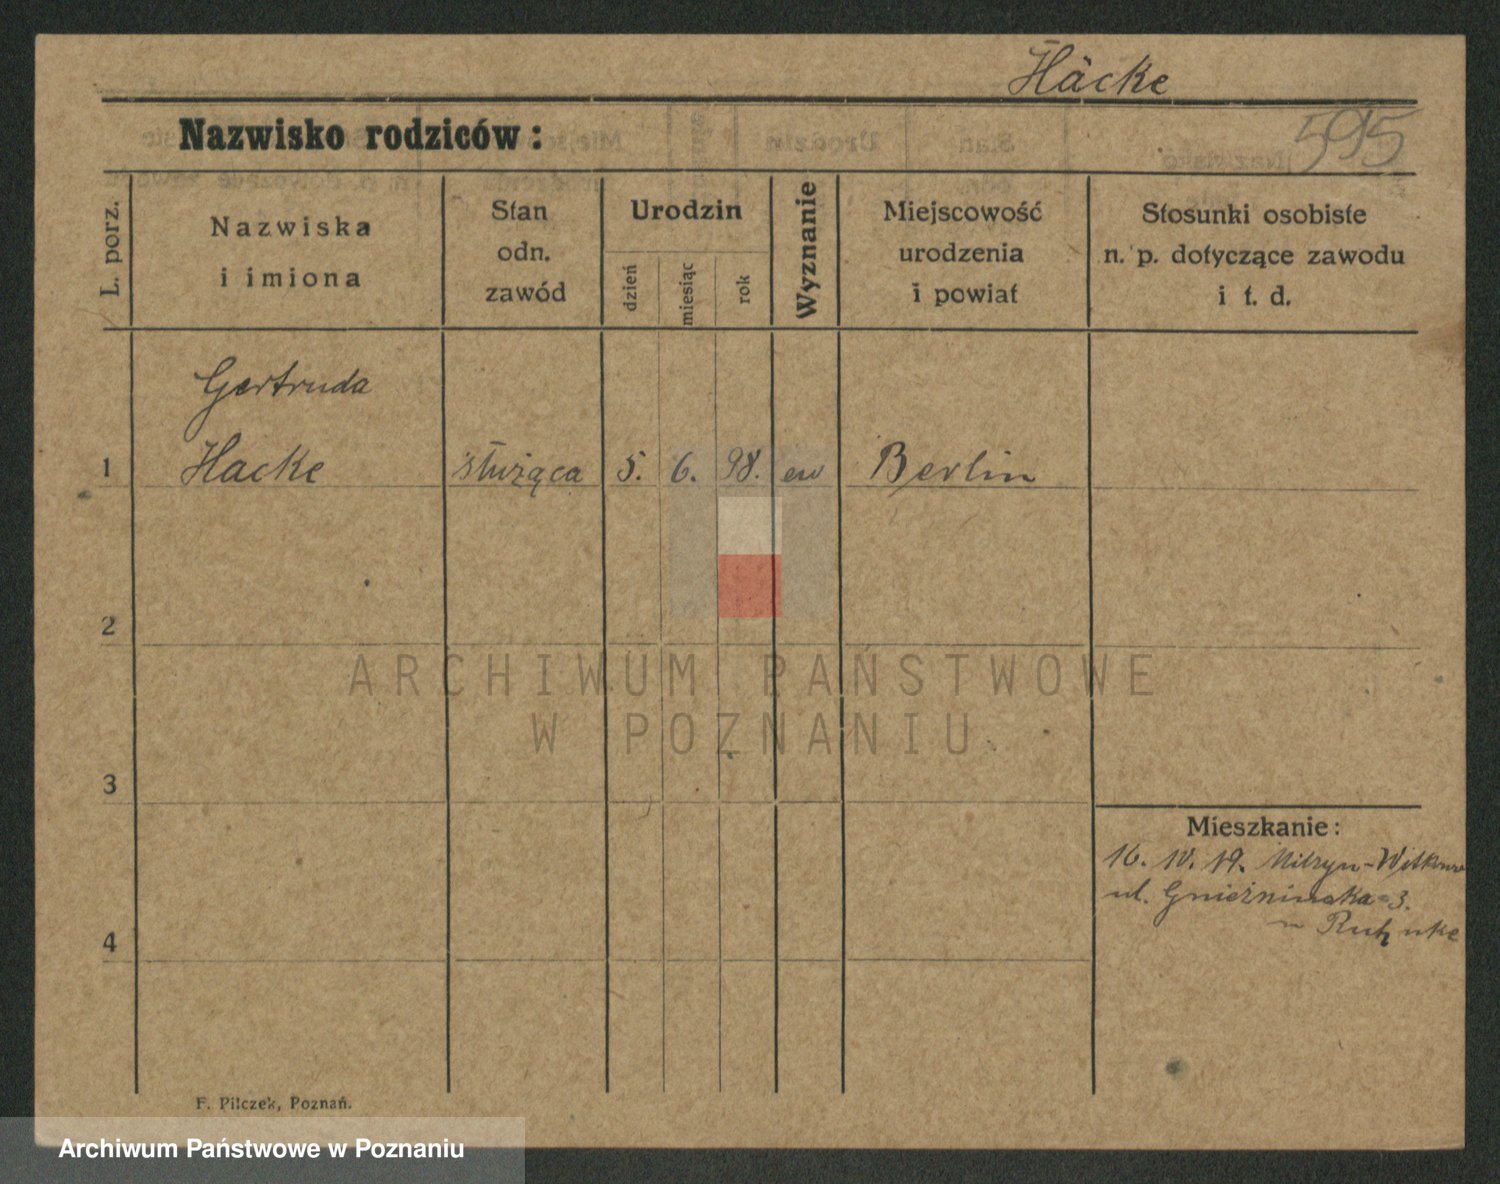 Häcke
595
Nazwisko rodziców:
L. porz.
Nazwiska
i imiona
Stan
odn.
zawód
Urodzin
dzień
miesiąc
rok
Wyznanie
Miejscowość
urodzenia
i powiat
Stosunki osobiste
n. p. dotyczące zawodu
i t. d.
Gertruda
1 Hacke służąca 5. 6. 98. ew Berlin
2
ARCHIWUM PAŃSTWOWE
W POZNANIU
3
Mieszkanie:
16. IV. 19.
ul. Gnieźninska 3.
4
F. Pilczek, Poznań.
Archiwum Państwowe w Poznaniu